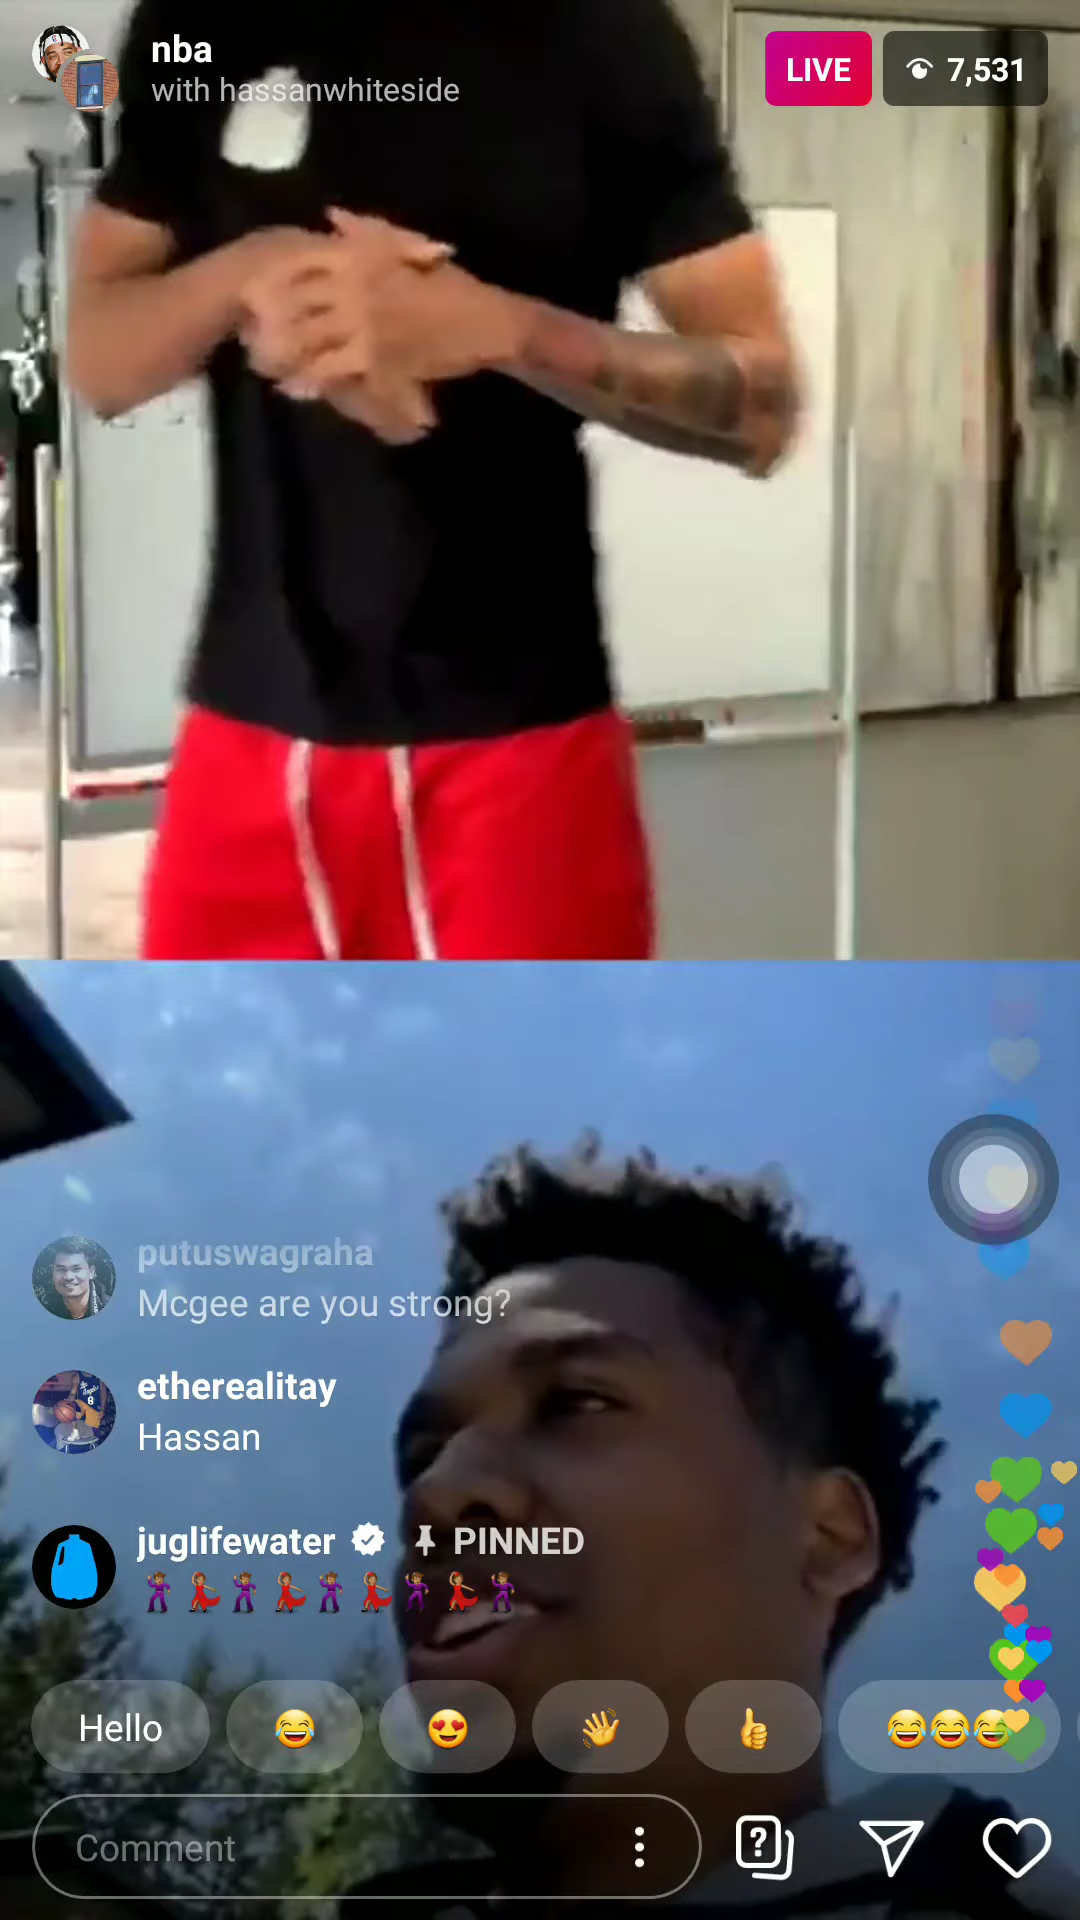 nba
with hassanwhiteside
LIVE
7,531
putuswagraha
Mcgee are you strong?
etherealitay
Hassan
juglifewater PINNED
Hello
Comment